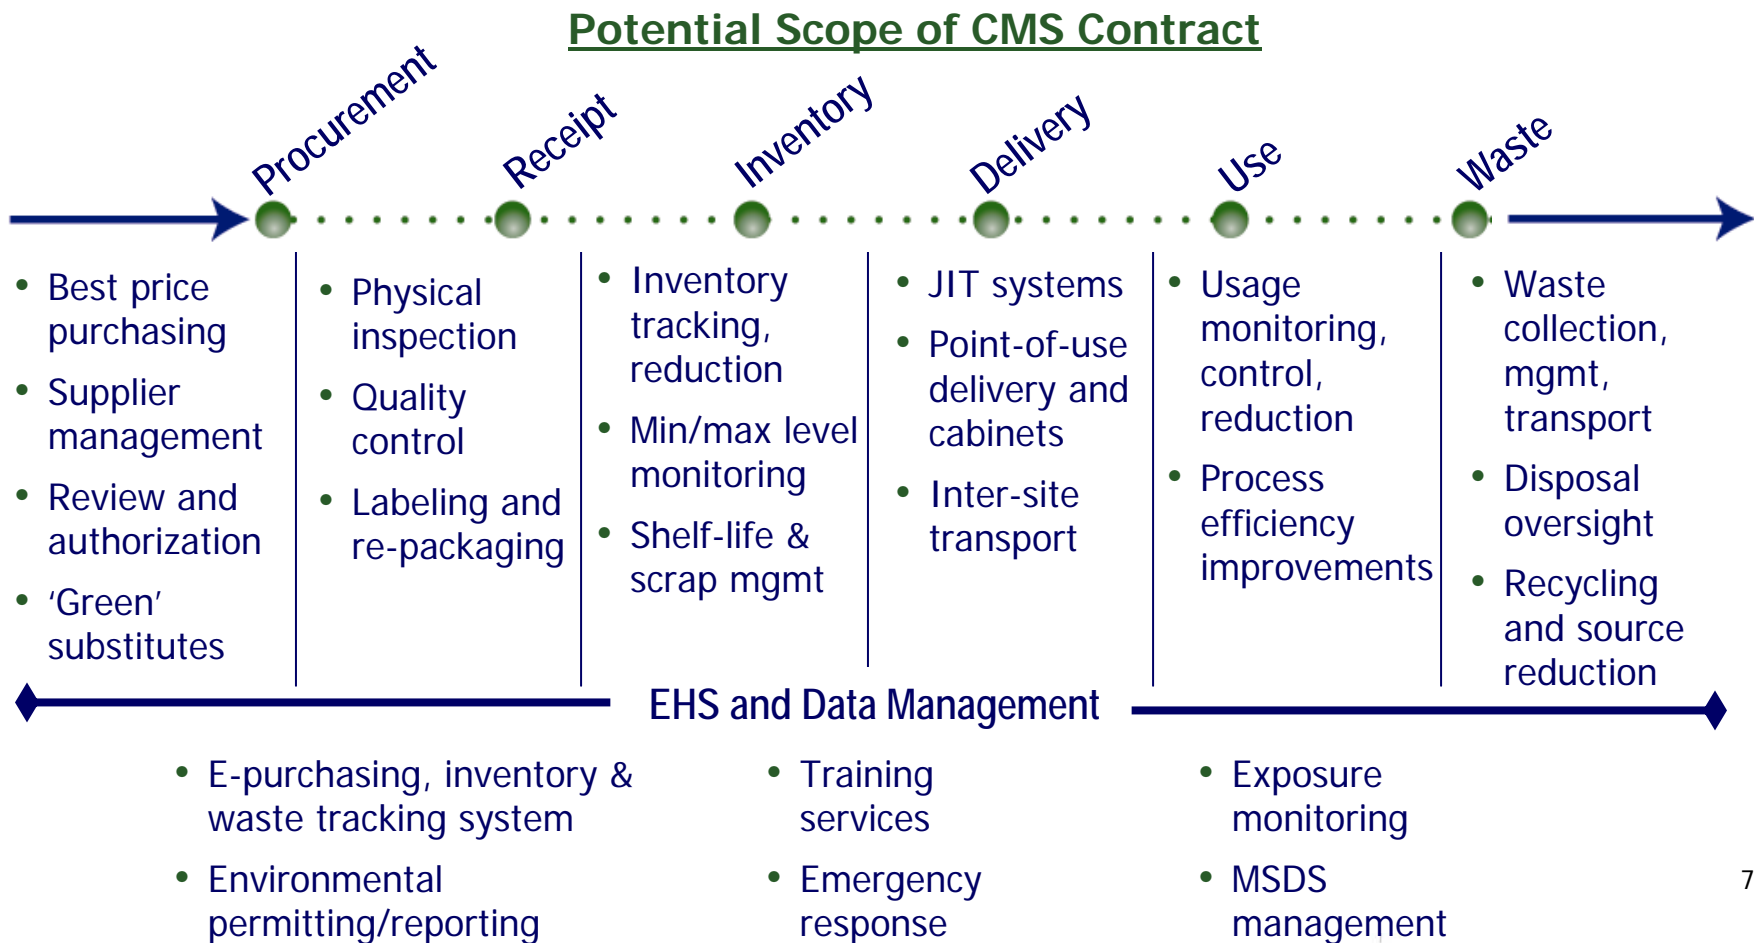 Potential Scope of CMS Contract
Procurement
Receipt
Inventory
Delivery
Use
Waste
• Best price
purchasing
• Supplier
management
• Review and
authorization
• ‘Green’
substitutes
• Physical
inspection
• Quality
control
• Labeling and
re-packaging
• Inventory
tracking,
reduction
• Min/max level
monitoring
• Shelf-life &
scrap mgmt
• JIT systems
• Point-of-use
delivery and
cabinets
• Inter-site
transport
• Usage
monitoring,
control,
reduction
• Process
efficiency
improvements
• Waste
collection,
mgmt,
transport
• Disposal
oversight
• Recycling
and source
reduction
EHS and Data Management
• E-purchasing, inventory &
waste tracking system
• Environmental
permitting/reporting
• Training
services
• Emergency
response
• Exposure
monitoring
• MSDS
management
7